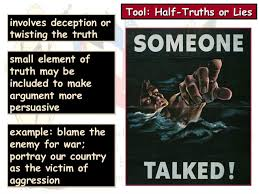 involves deception or
twisting the truth
small element of
truth may be
included to make
argument more
persuasive
example: blame the
enemy for war;
portray our country
as the victim of
aggression
Tool: Half-Truths or Lies
SOMEONE
TALKED!